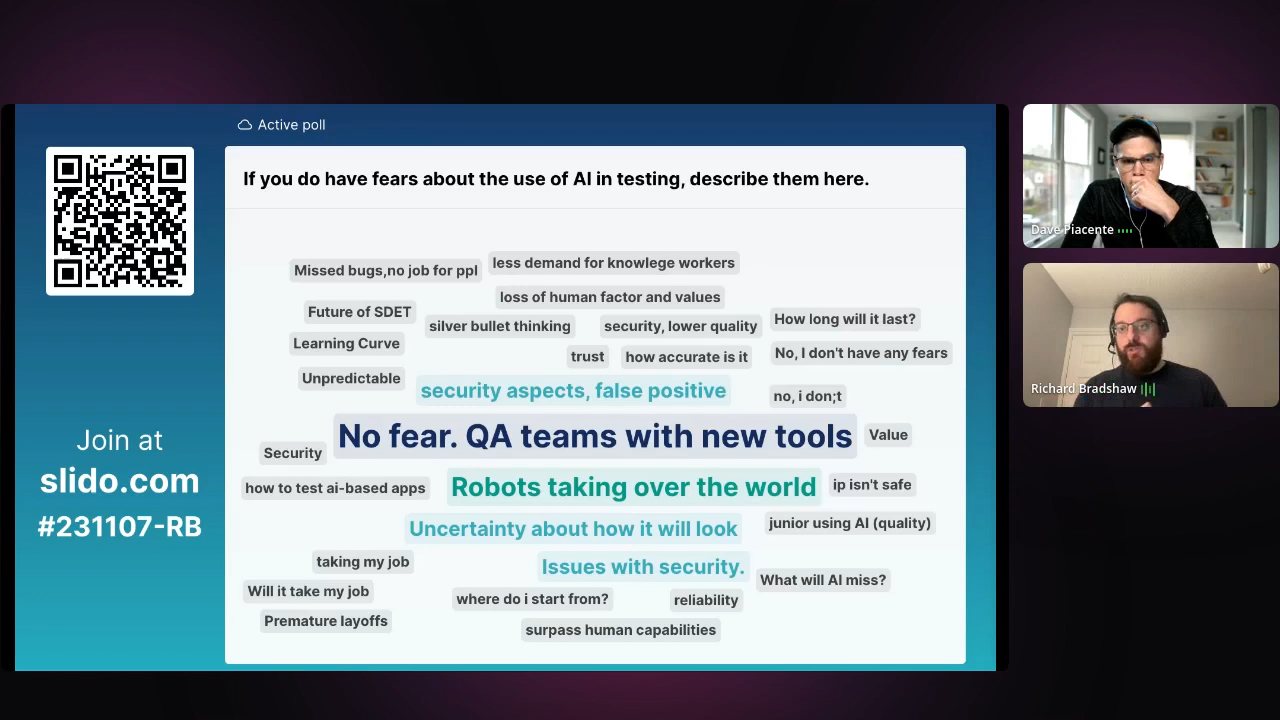 Active poll
If you do have fears about the use of AI in testing, describe them here.
Missed bugs,no job for ppl
less demand for knowlege workers
loss of human factor and values
Future of SDET
silver bullet thinking
security, lower quality
How long will it last?
Learning Curve
trust
how accurate is it
No, I don't have any fears
Unpredictable
security aspects, false positive
no, i don;t
No fear. QA teams with new tools
Value
Security
how to test ai-based apps
Robots taking over the world
ip isn't safe
Uncertainty about how it will look
junior using AI (quality)
taking my job
Issues with security.
What will AI miss?
Will it take my job
where do i start from?
reliability
Premature layoffs
surpass human capabilities
Join at
slido.com
#231107-RB
Dave Piacente
Richard Bradshaw